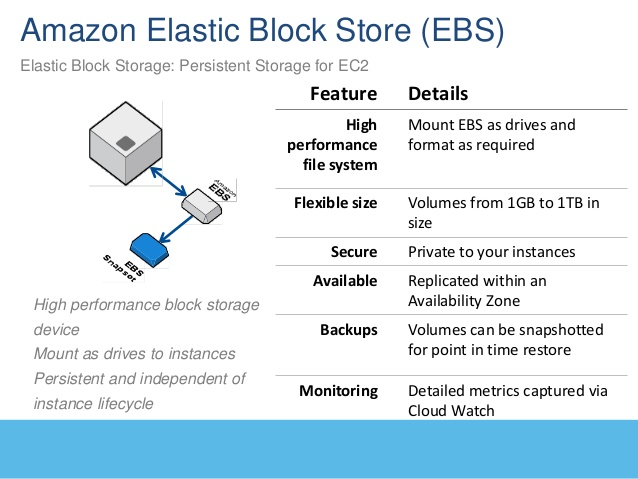 Amazon Elastic Block Store (EBS)
Elastic Block Storage: Persistent Storage for EC2
Feature Details
High
performance
file system
Mount EBS as drives and
format as required
Flexible size
Volumes from 1GB to 1TB in
size
Secure
Private to your instances
Available
Replicated within an
Availability Zone
Backups
Volumes can be snapshotted
for point in time restore
Monitoring
Detailed metrics captured via
Cloud Watch
Amazon
EBS
EBS
Snapset
High performance block storage
device
Mount as drives to instances
Persistent and independent of
instance lifecycle